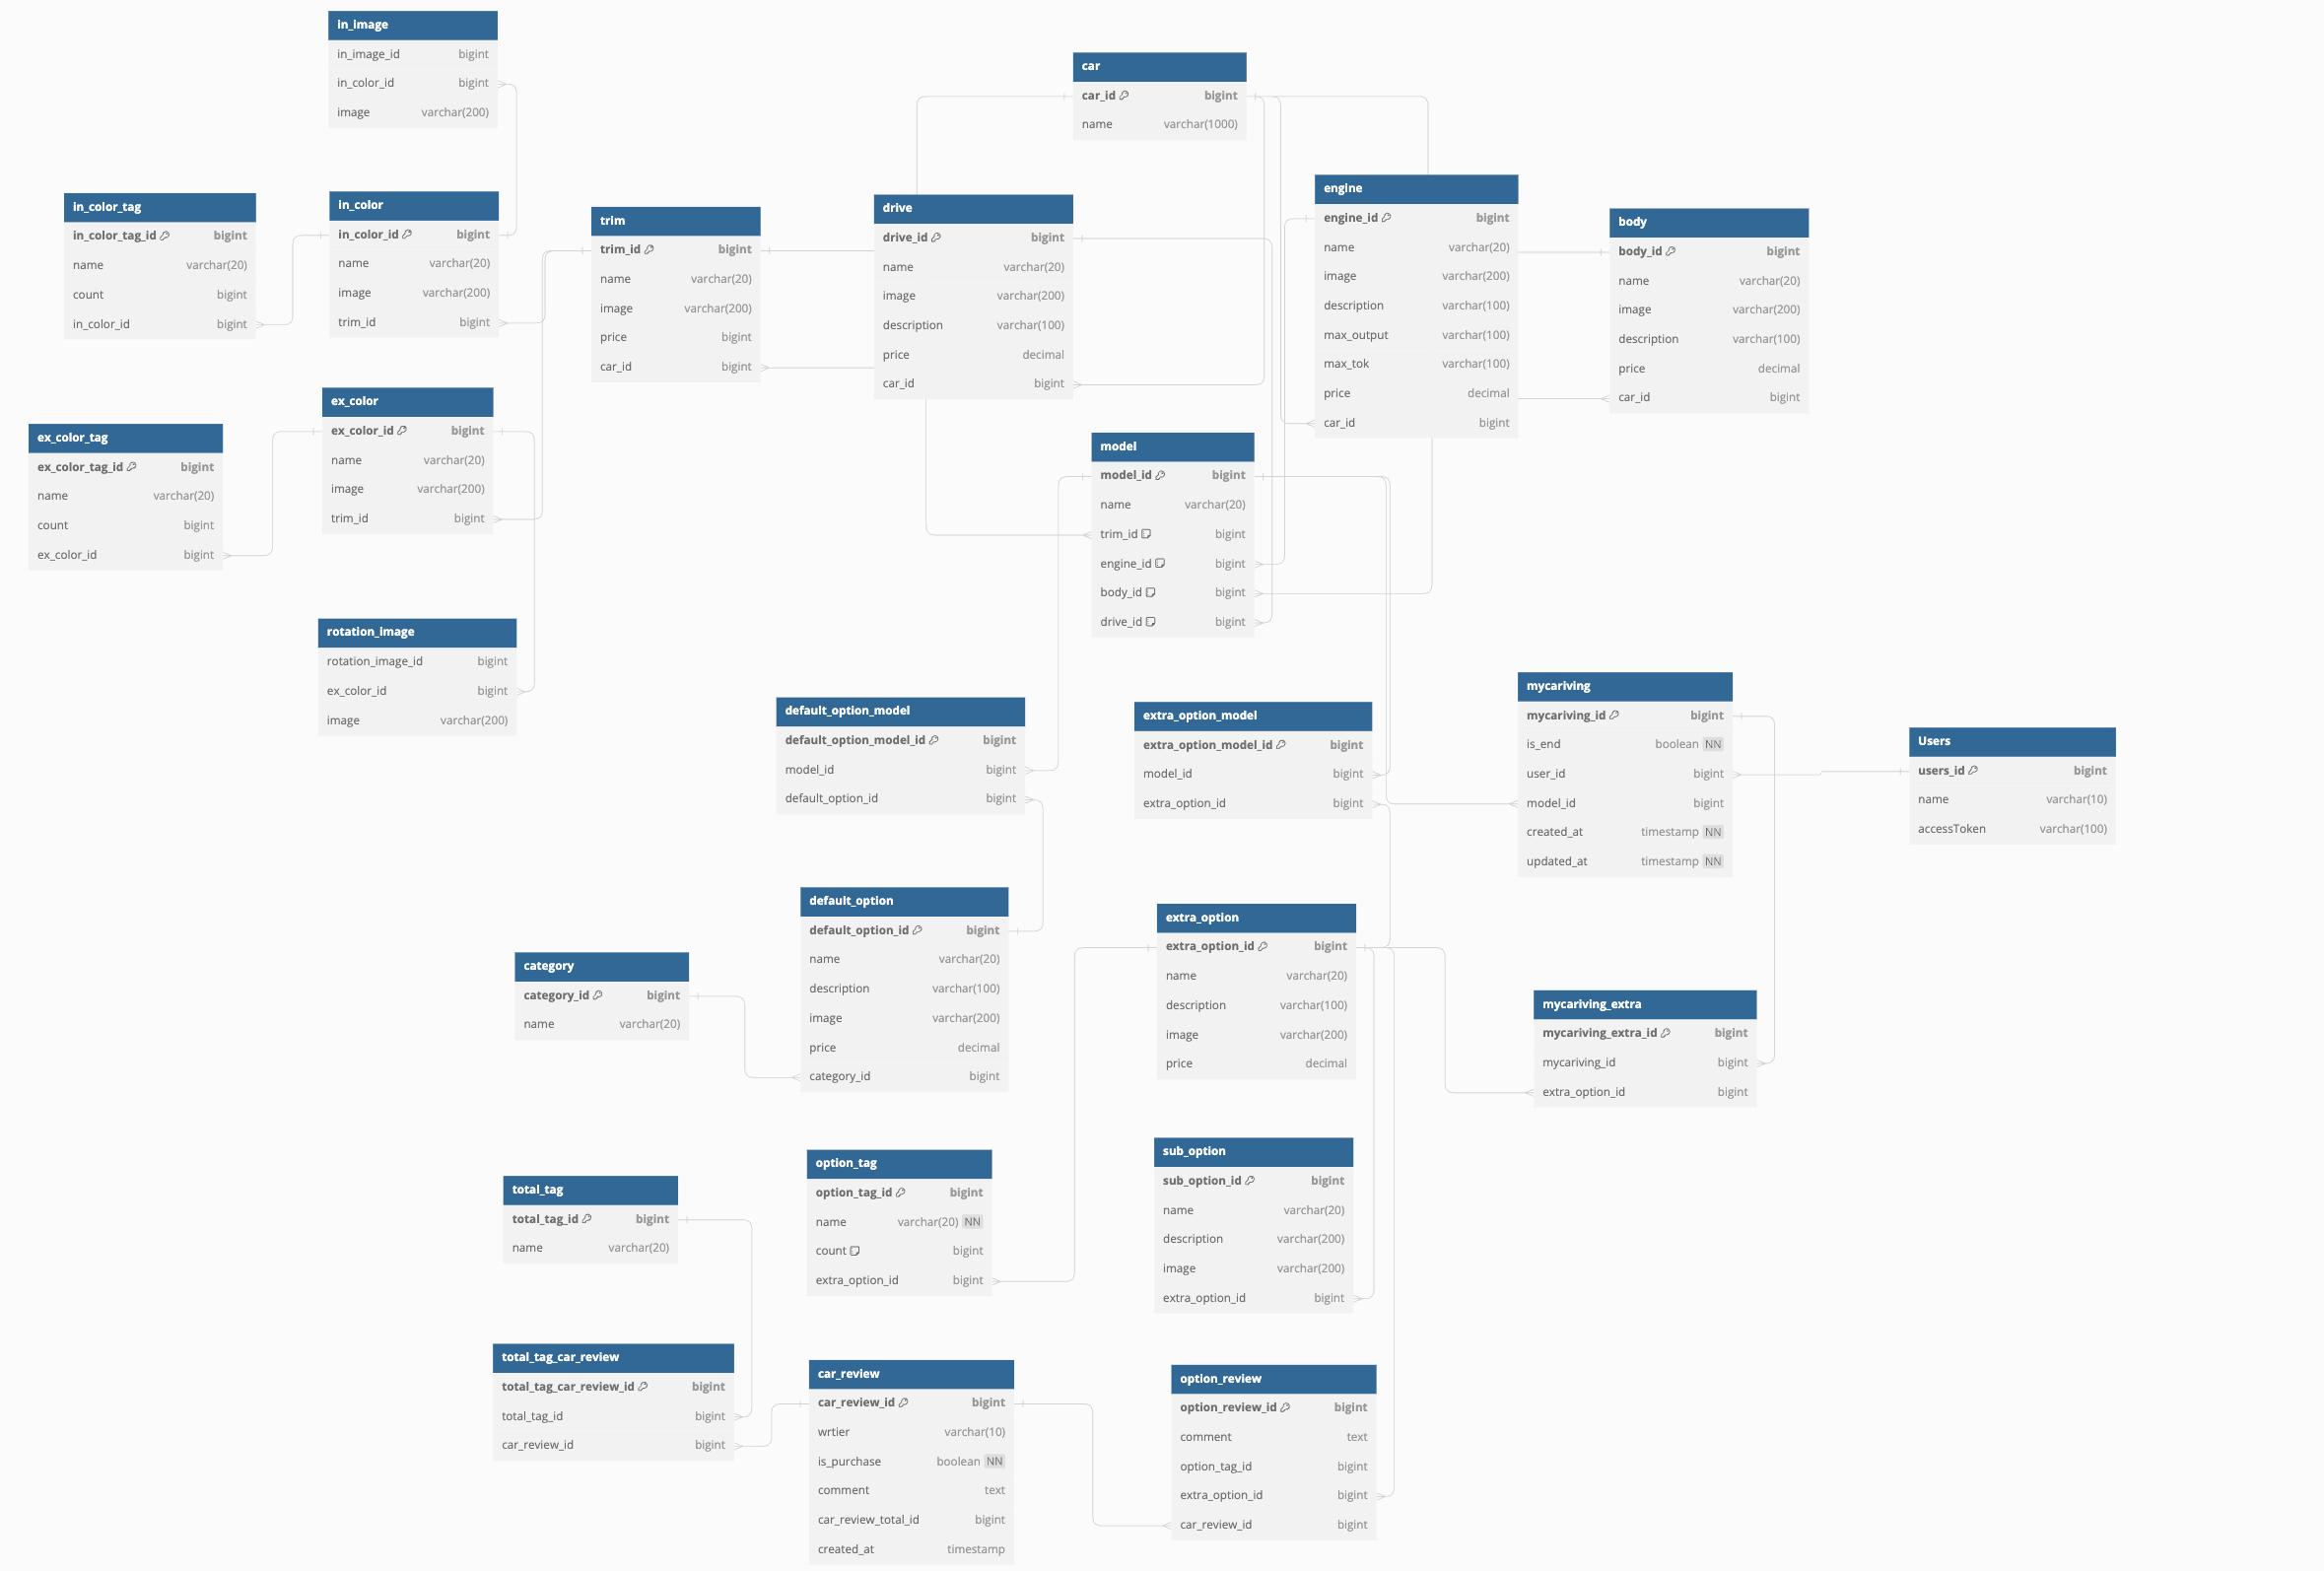 in_image
in_image_id bigint
in_color_id bigint
image varchar(200)
car
car_id bigint
name varchar(1000)
in_color_tag
in_color_tag_id bigint
name varchar(20)
count bigint
in_color_id bigint
in_color
in_color_id bigint
name varchar(20)
image varchar(200)
trim_id bigint
trim
trim_id bigint
name varchar(20)
image varchar(200)
price bigint
car_id bigint
drive
drive_id bigint
name varchar(20)
image varchar(200)
description varchar(100)
price decimal
car_id bigint
engine
engine_id bigint
name varchar(20)
image varchar(200)
description varchar(100)
max_output varchar(100)
max_tok varchar(100)
price decimal
car_id bigint
body
body_id bigint
name varchar(20)
image varchar(200)
description varchar(100)
price decimal
car_id bigint
ex_color_tag
ex_color_tag_id bigint
name varchar(20)
count bigint
ex_color_id bigint
ex_color
ex_color_id bigint
name varchar(20)
image varchar(200)
trim_id bigint
model
model_id bigint
name varchar(20)
trim_id bigint
engine_id bigint
body_id bigint
drive_id bigint
rotation_image
rotation_image_id bigint
ex_color_id bigint
image varchar(200)
default_option_model
default_option_model_id bigint
model_id bigint
default_option_id bigint
extra_option_model
extra_option_model_id bigint
model_id bigint
extra_option_id bigint
mycariving
mycariving_id bigint
is_end boolean NN
user_id bigint
model_id bigint
created_at timestamp NN
updated_at timestamp NN
Users
users_id bigint
name varchar(10)
accessToken varchar(100)
category
category_id bigint
name varchar(20)
default_option
default_option_id bigint
name varchar(20)
description varchar(100)
image varchar(200)
price decimal
category_id bigint
extra_option
extra_option_id bigint
name varchar(20)
description varchar(100)
image varchar(200)
price decimal
mycariving_extra
mycariving_extra_id bigint
mycariving_id bigint
extra_option_id bigint
total_tag
total_tag_id bigint
name varchar(20)
option_tag
option_tag_id bigint
name varchar(20) NN
count bigint
extra_option_id bigint
sub_option
sub_option_id bigint
name varchar(20)
description varchar(200)
image varchar(200)
extra_option_id bigint
total_tag_car_review
total_tag_car_review_id bigint
total_tag_id bigint
car_review_id bigint
car_review
car_review_id bigint
wrtier varchar(10)
is_purchase boolean NN
comment text
car_review_total_id bigint
created_at timestamp
option_review
option_review_id bigint
comment text
option_tag_id bigint
extra_option_id bigint
car_review_id bigint